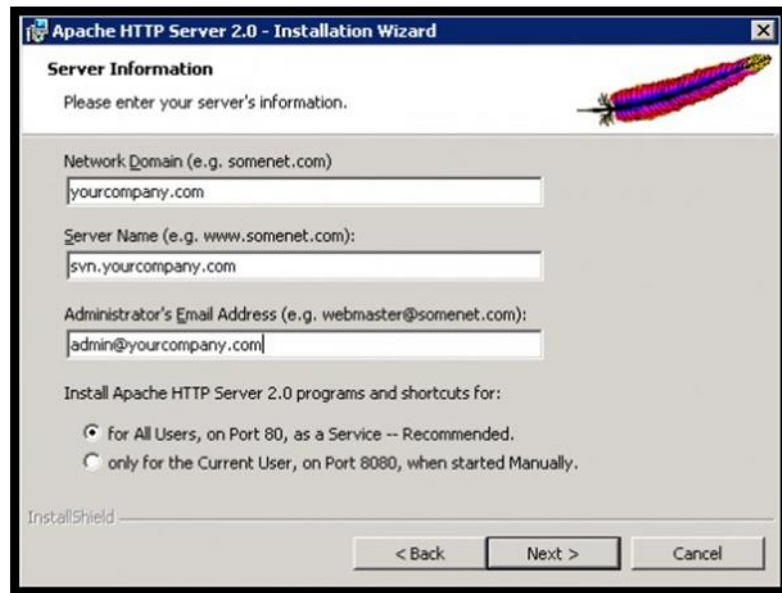 Apache HTTP Server 2.0 - Installation Wizard
Server Information
Please enter your server's information.
Network Domain (e.g. somenet.com)
yourcompany.com
Server Name (e.g. www.somenet.com):
svn.yourcompany.com
Administrator's Email Address (e.g. webmaster@somenet.com):
admin@yourcompany.com
Install Apache HTTP Server 2.0 programs and shortcuts for:
for All Users, on Port 80, as a Service -- Recommended.
only for the Current User, on Port 8080, when started Manually.
InstallShield
< Back
Next >
Cancel